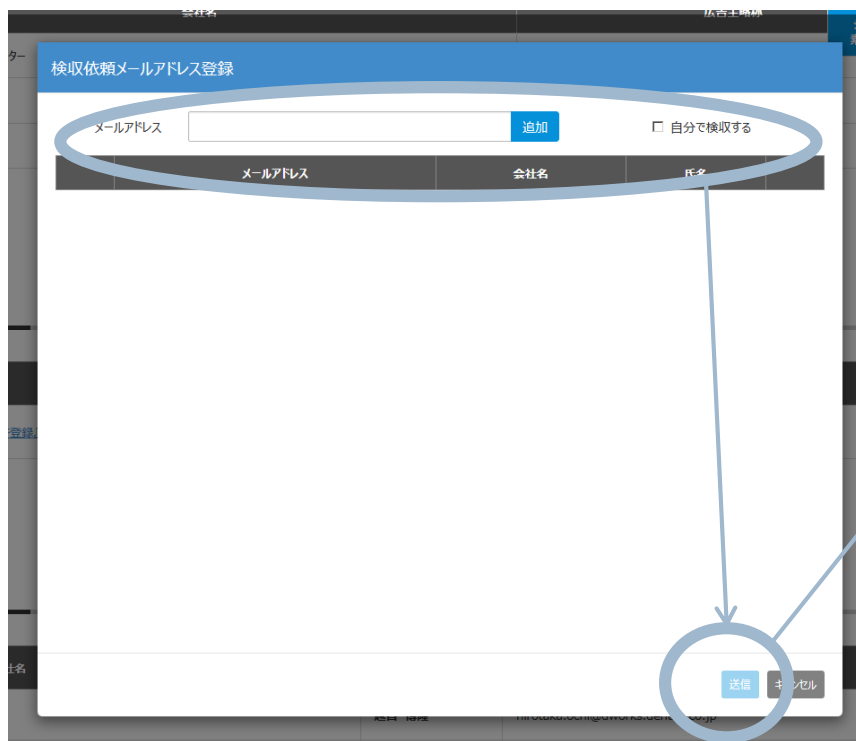 会社名 広告主略称
ター
検収依頼メールアドレス登録
メールアドレス 追加 自分で検収する
メールアドレス 会社名 氏名
登録
送信 キャンセル
社名